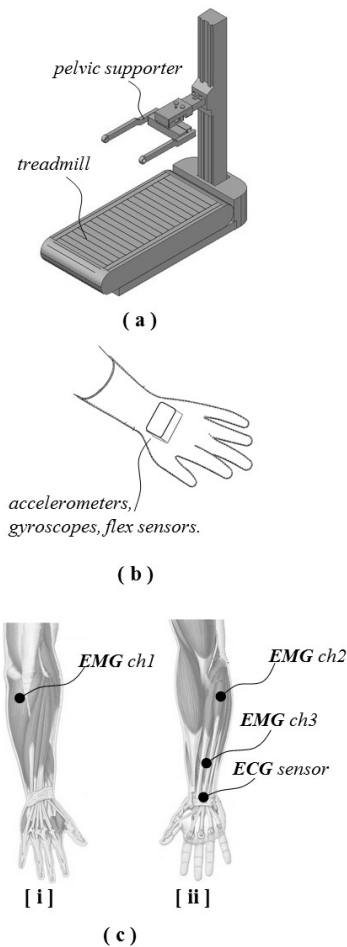 pelvic supporter
treadmill
( a )
accelerometers,
gyroscopes, flex sensors.
( b )
EMG ch1
EMG ch2
EMG ch3
ECG sensor
[ i ]
[ ii ]
( c )